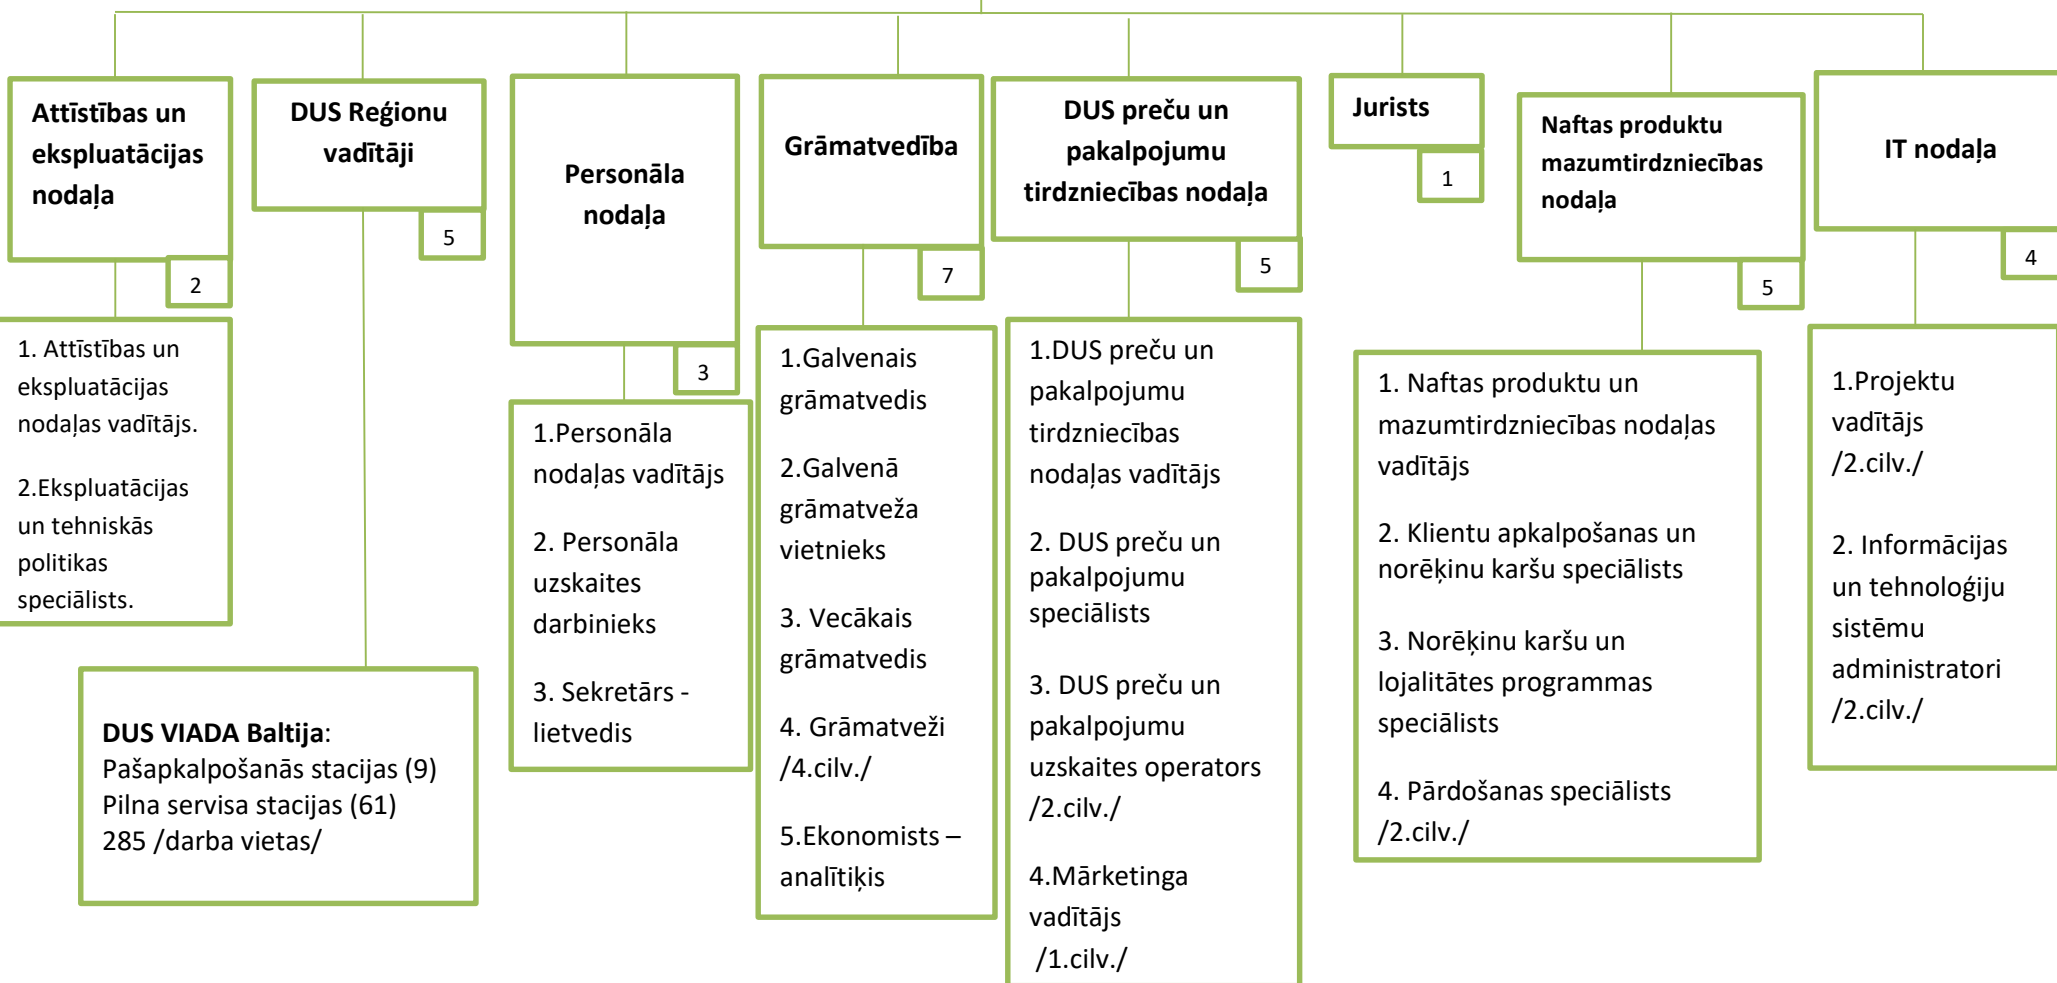 Attīstības un
ekspluatācijas
nodaļa
2
DUS Reģionu
vadītāji
5
Personāla
nodaļa
3
Grāmatvedība
7
DUS preču un
pakalpojumu
tirdzniecības nodaļa
5
Jurists
1
Naftas produktu
mazumtirdzniecības
nodaļa
5
IT nodaļa
4
1. Attīstības un
ekspluatācijas
nodaļas vadītājs.
2.Ekspluatācijas
un tehniskās
politikas
speciālists.
DUS VIADA Baltija:
Pašapkalpošanās stacijas (9)
Pilna servisa stacijas (61)
285 /darba vietas/
1.Personāla
nodaļas vadītājs
2. Personāla
uzskaites
darbinieks
3. Sekretārs -
lietvedis
1.Galvenais
grāmatvedis
2.Galvenā
grāmatveža
vietnieks
3. Vecākais
grāmatvedis
4. Grāmatveži
/4.cilv./
5.Ekonomists –
analītiķis
1.DUS preču un
pakalpojumu
tirdzniecības
nodaļas vadītājs
2. DUS preču un
pakalpojumu
speciālists
3. DUS preču un
pakalpojumu
uzskaites operators
/2.cilv./
4.Mārketinga
vadītājs
/1.cilv./
1. Naftas produktu un
mazumtirdzniecības nodaļas
vadītājs
2. Klientu apkalpošanas un
norēķinu karšu speciālists
3. Norēķinu karšu un
lojalitātes programmas
speciālists
4. Pārdošanas speciālists
/2.cilv./
1.Projektu
vadītājs
/2.cilv./
2. Informācijas
un tehnoloģiju
sistēmu
administratori
/2.cilv./